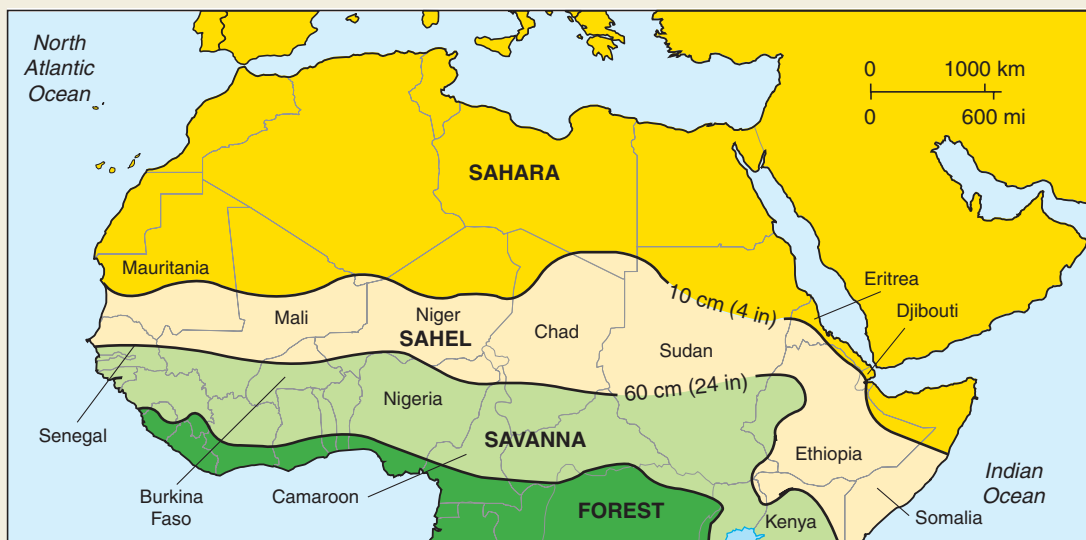 North
Atlantic
Ocean
0 1000 km
0 600 mi
SAHARA
Mauritania
Eritrea
10 cm (4 in)
Djibouti
Mali
Niger
SAHEL
Chad
Sudan
60 cm (24 in)
Nigeria
Senegal
SAVANNA
Ethiopia
Burkina
Faso
Camaroon
Indian
Ocean
FOREST
Kenya
Somalia